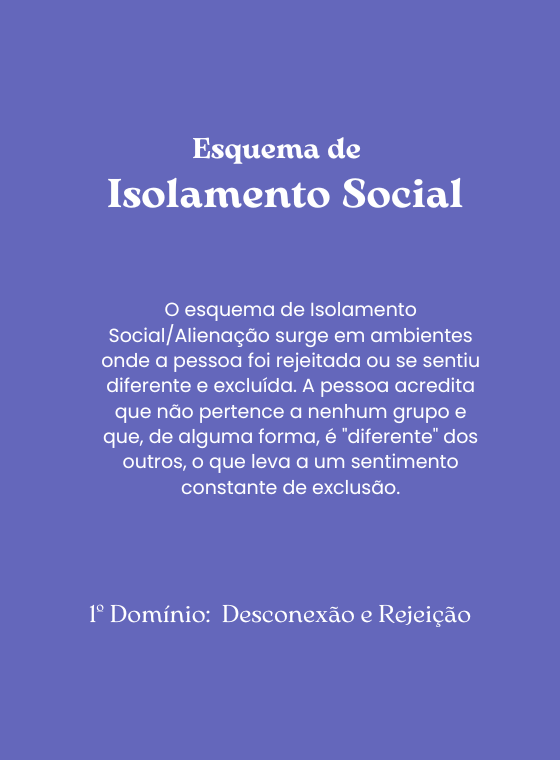 Esquema de
Isolamento Social
O esquema de Isolamento
Social/Alienação surge em ambientes
onde a pessoa foi rejeitada ou se sentiu
diferente e excluída. A pessoa acredita
que não pertence a nenhum grupo e
que, de alguma forma, é "diferente" dos
outros, o que leva a um sentimento
constante de exclusão.
1º Domínio: Desconexão e Rejeição